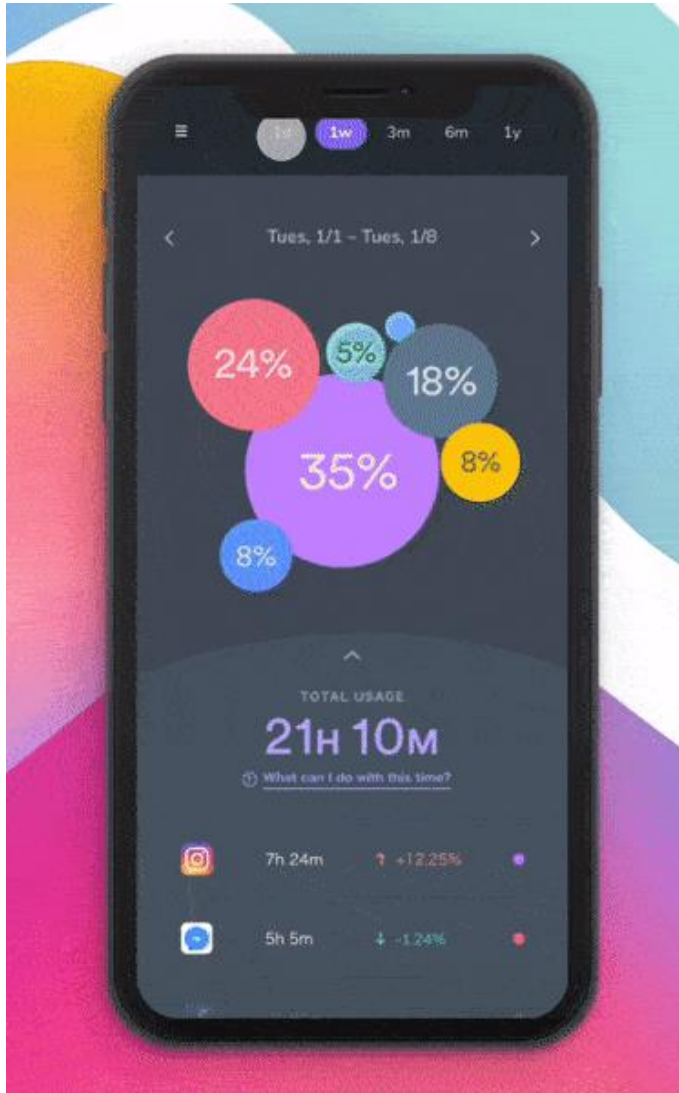 1w 3m 6m 1y
Tues, 1/1 – Tues, 1/8
24%
5%
18%
35%
8%
8%
TOTAL USAGE
21H 10M
What can I do with this time?
7h 24m ↑ +12.25%
5h 5m ↓ -1.24%